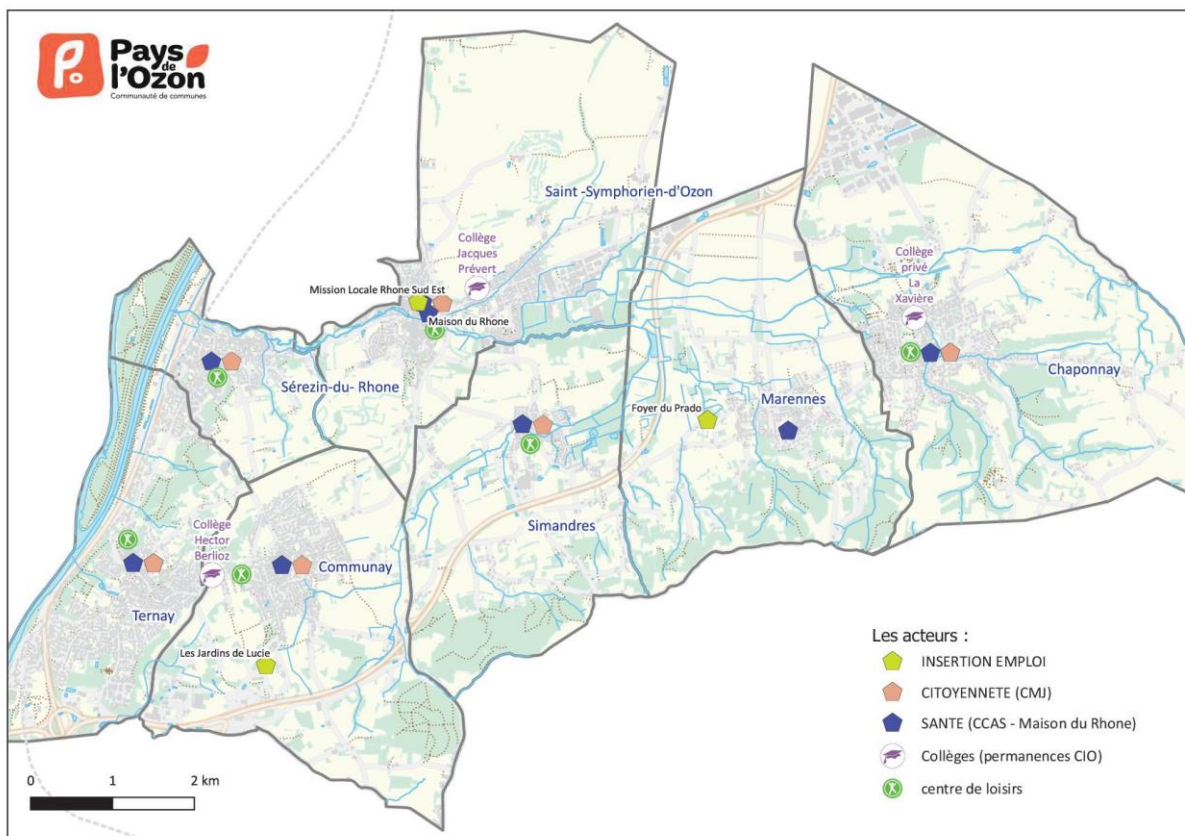 Pays
de
l'Ozon
Communauté de communes
Saint -Symphorien-d'Ozon
Collège
Jacques
Prévert
Mission Locale Rhone Sud Est
Maison du Rhone
Collège
privé
La
Xavière
Chaponnay
Sérezin-du- Rhone
Foyer du Prado
Marennes
Simandres
Collège
Hector
Berlioz
Communay
Ternay
Les Jardins de Lucie
Les acteurs :
INSERTION EMPLOI
CITOYENNETE (CMJ)
SANTE (CCAS - Maison du Rhone)
Collèges (permanences CIO)
centre de loisirs
0 1 2 km